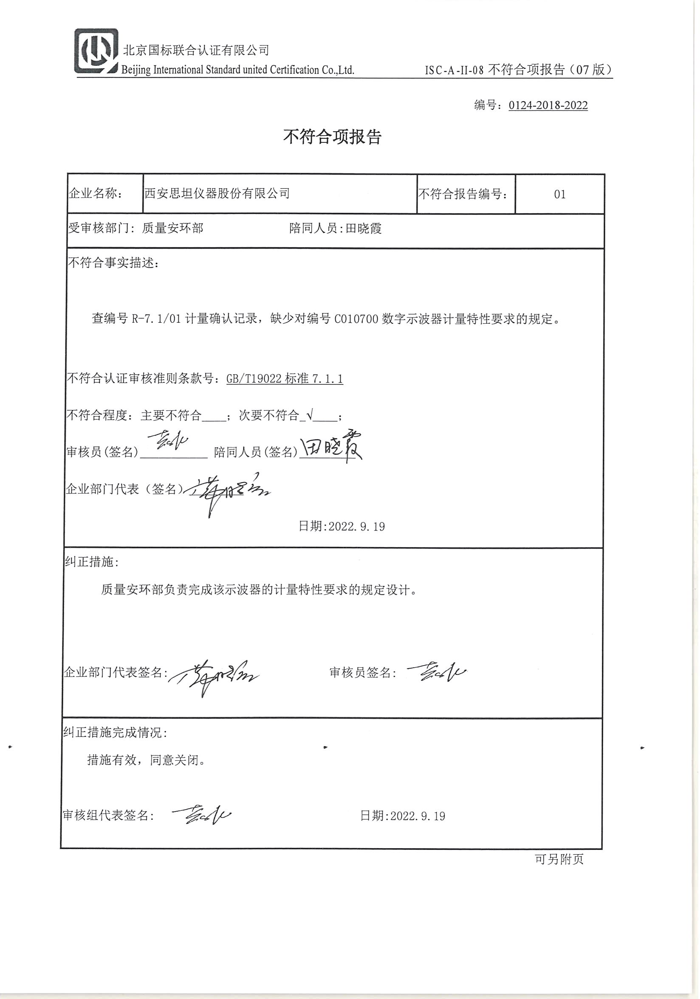 北京国标联合认证有限公司
Beijing International Standard united Certification Co.,Ltd. ISC-A-II-08 不符合项报告（07 版）
编号：0124-2018-2022
不符合项报告
企业名称： 西安思坦仪器股份有限公司 不符合报告编号： 01
受审核部门：质量安环部 陪同人员:田晓霞
不符合事实描述：
查编号 R-7.1/01 计量确认记录，缺少对编号 C010700 数字示波器计量特性要求的规定。
不符合认证审核准则条款号：GB/T19022 标准 7.1.1
不符合程度：主要不符合____；次要不符合_√____；
审核员(签名) 陪同人员(签名) 田晓霞
企业部门代表（签名）
日期:2022.9.19
纠正措施：
质量安环部负责完成该示波器的计量特性要求的规定设计。
企业部门代表签名： 审核员签名：
纠正措施完成情况：
措施有效，同意关闭。
审核组代表签名： 日期:2022.9.19
可另附页